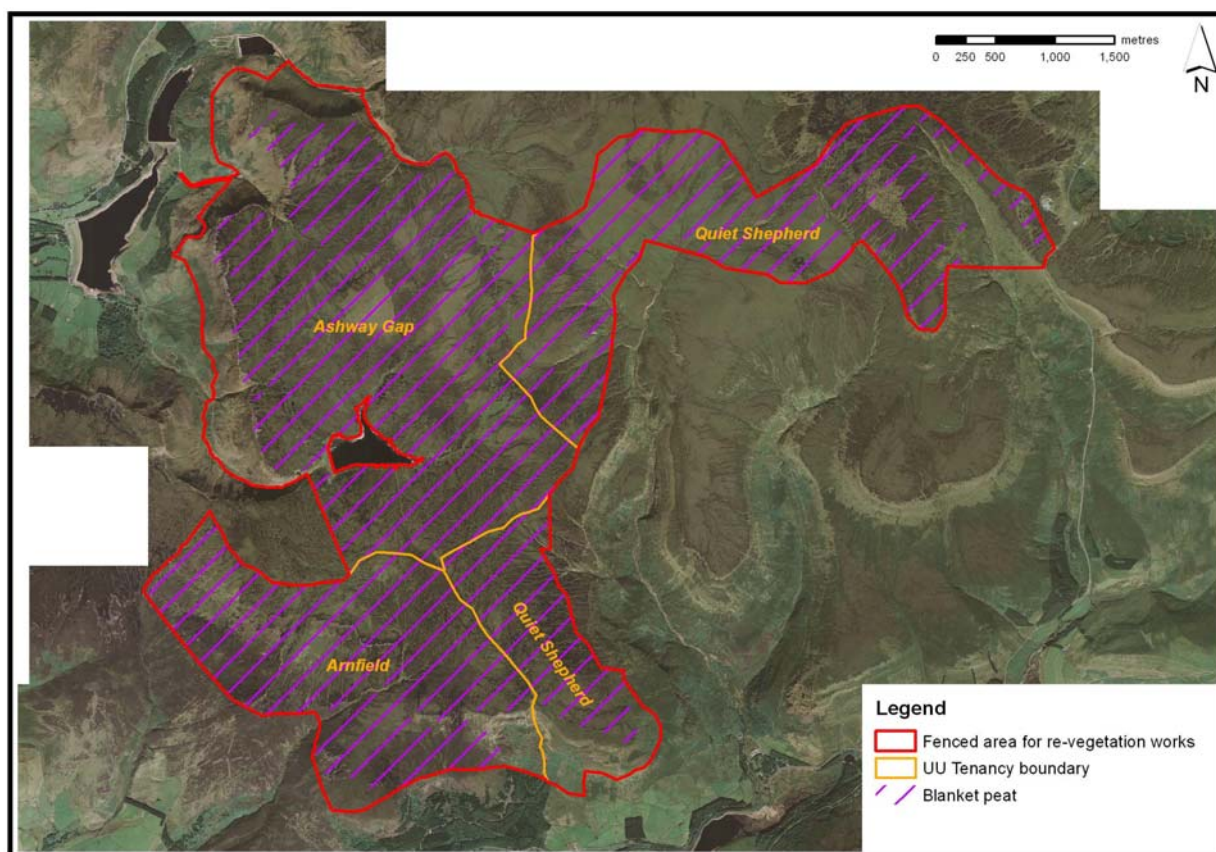 metres
0 250 500 1,000 1,500
N
Quiet Shepherd
Ashway Gap
Quiet Shepherd
Arnfield
Legend
Fenced area for re-vegetation works
UU Tenancy boundary
Blanket peat